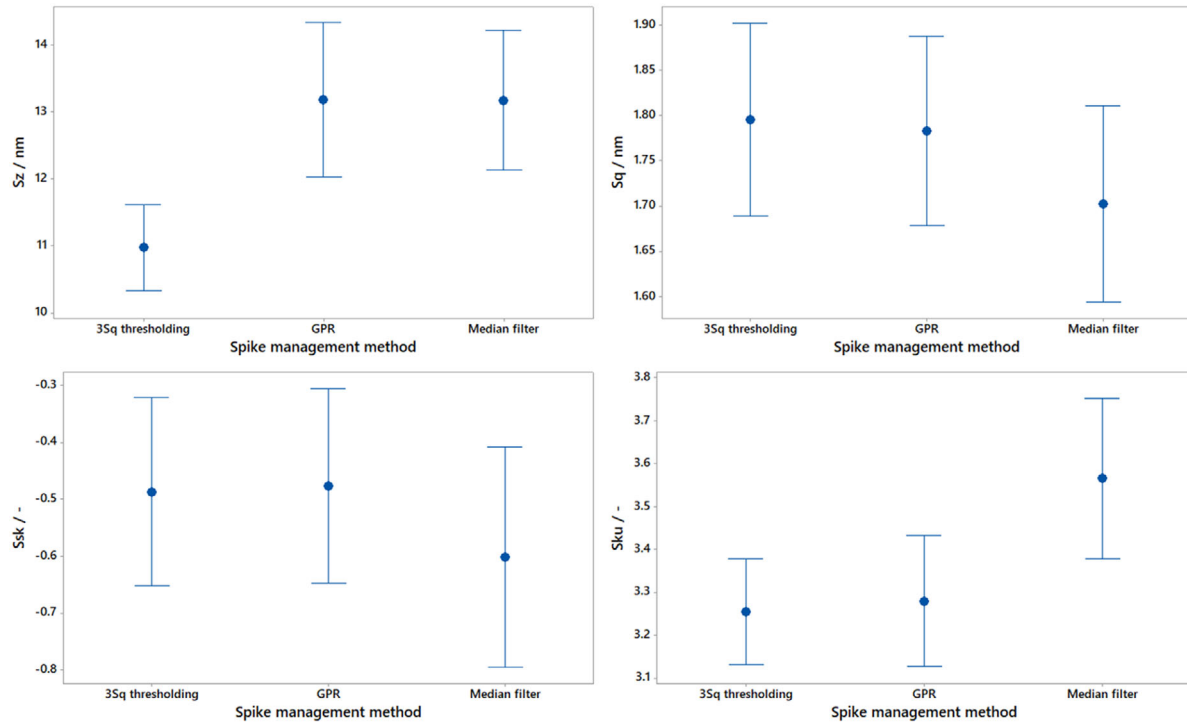 Sz / nm
14
13
12
11
10
3Sq thresholding GPR Median filter
Spike management method
Sq / nm
1.90
1.85
1.80
1.75
1.70
1.65
1.60
3Sq thresholding GPR Median filter
Spike management method
Ssk / -
-0.3
-0.4
-0.5
-0.6
-0.7
-0.8
3Sq thresholding GPR Median filter
Spike management method
Sku / -
3.8
3.7
3.6
3.5
3.4
3.3
3.2
3.1
3Sq thresholding GPR Median filter
Spike management method